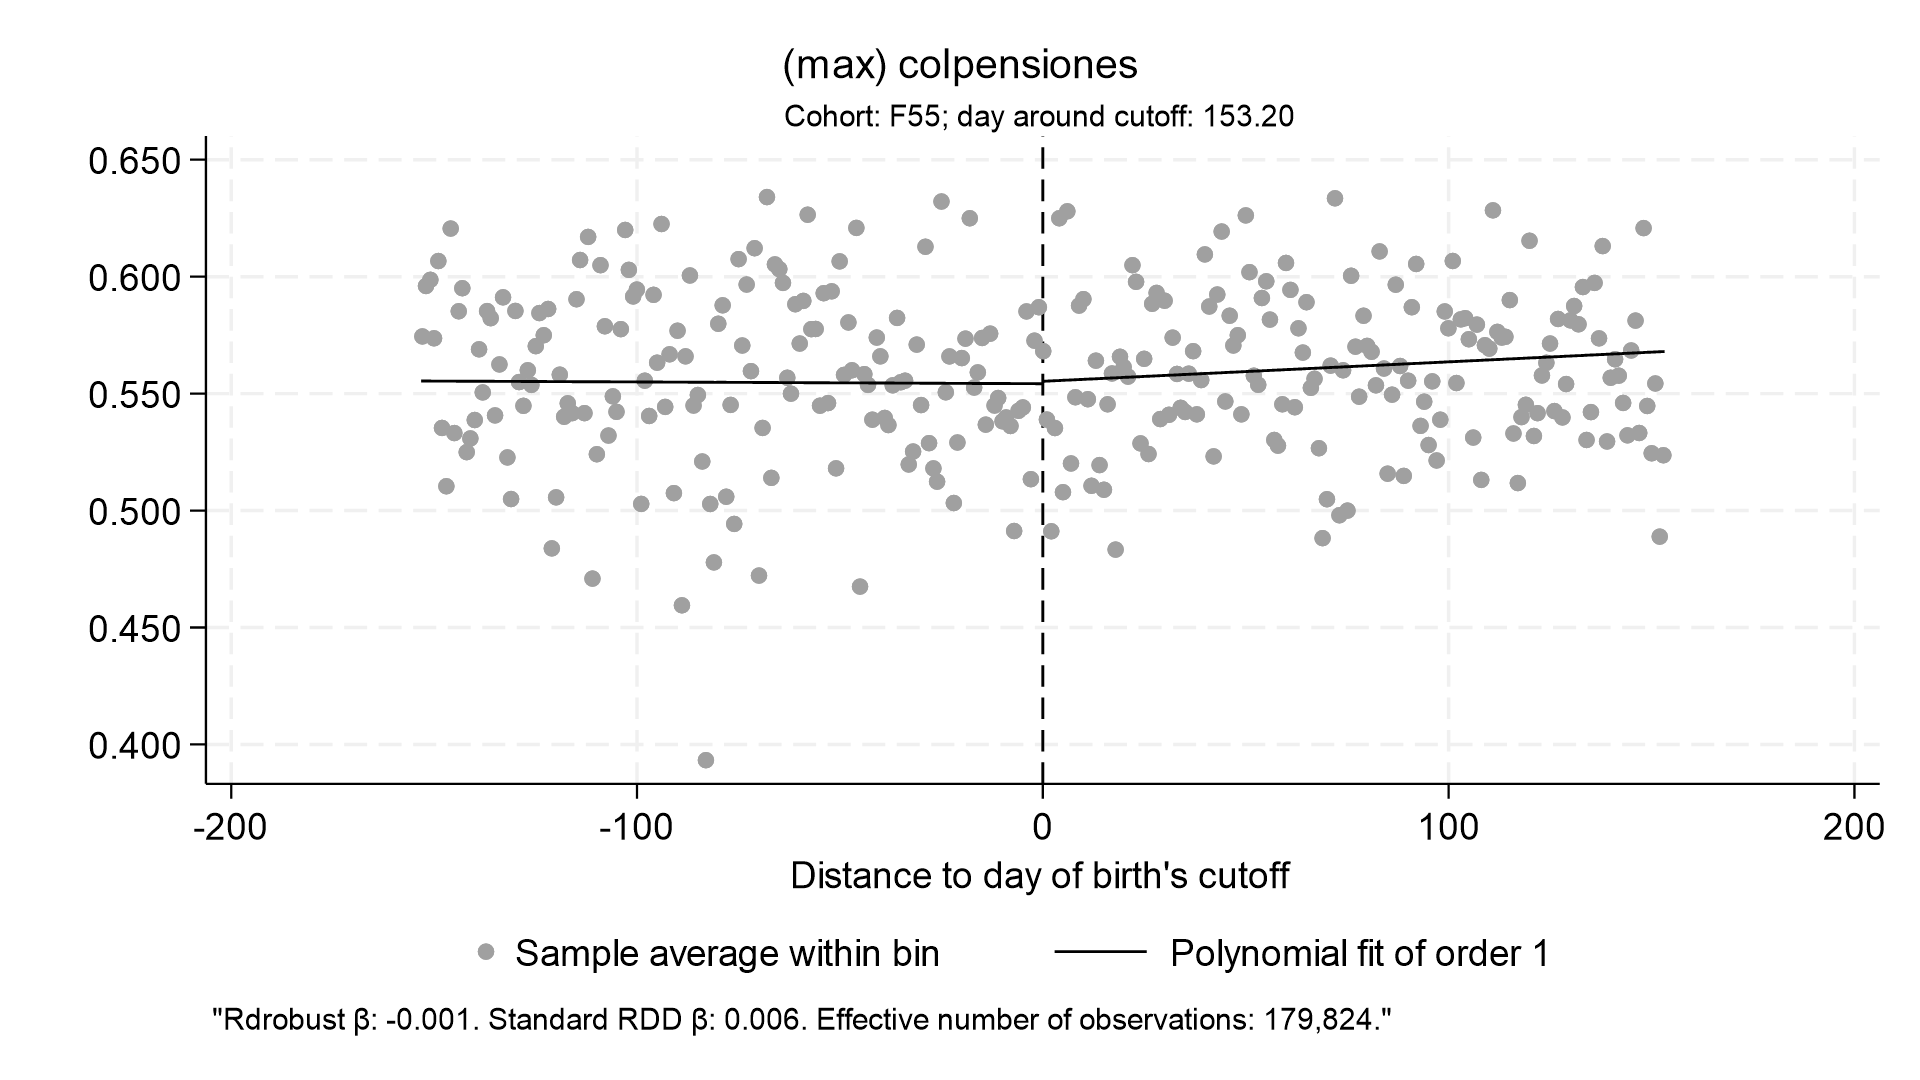 (max) colpensiones
Cohort: F55; day around cutoff: 153.20
0.650
0.600
0.550
0.500
0.450
0.400
-200
-100
0
100
200
Distance to day of birth's cutoff
Sample average within bin
Polynomial fit of order 1
"Rdrobust β: -0.001. Standard RDD β: 0.006. Effective number of observations: 179,824."